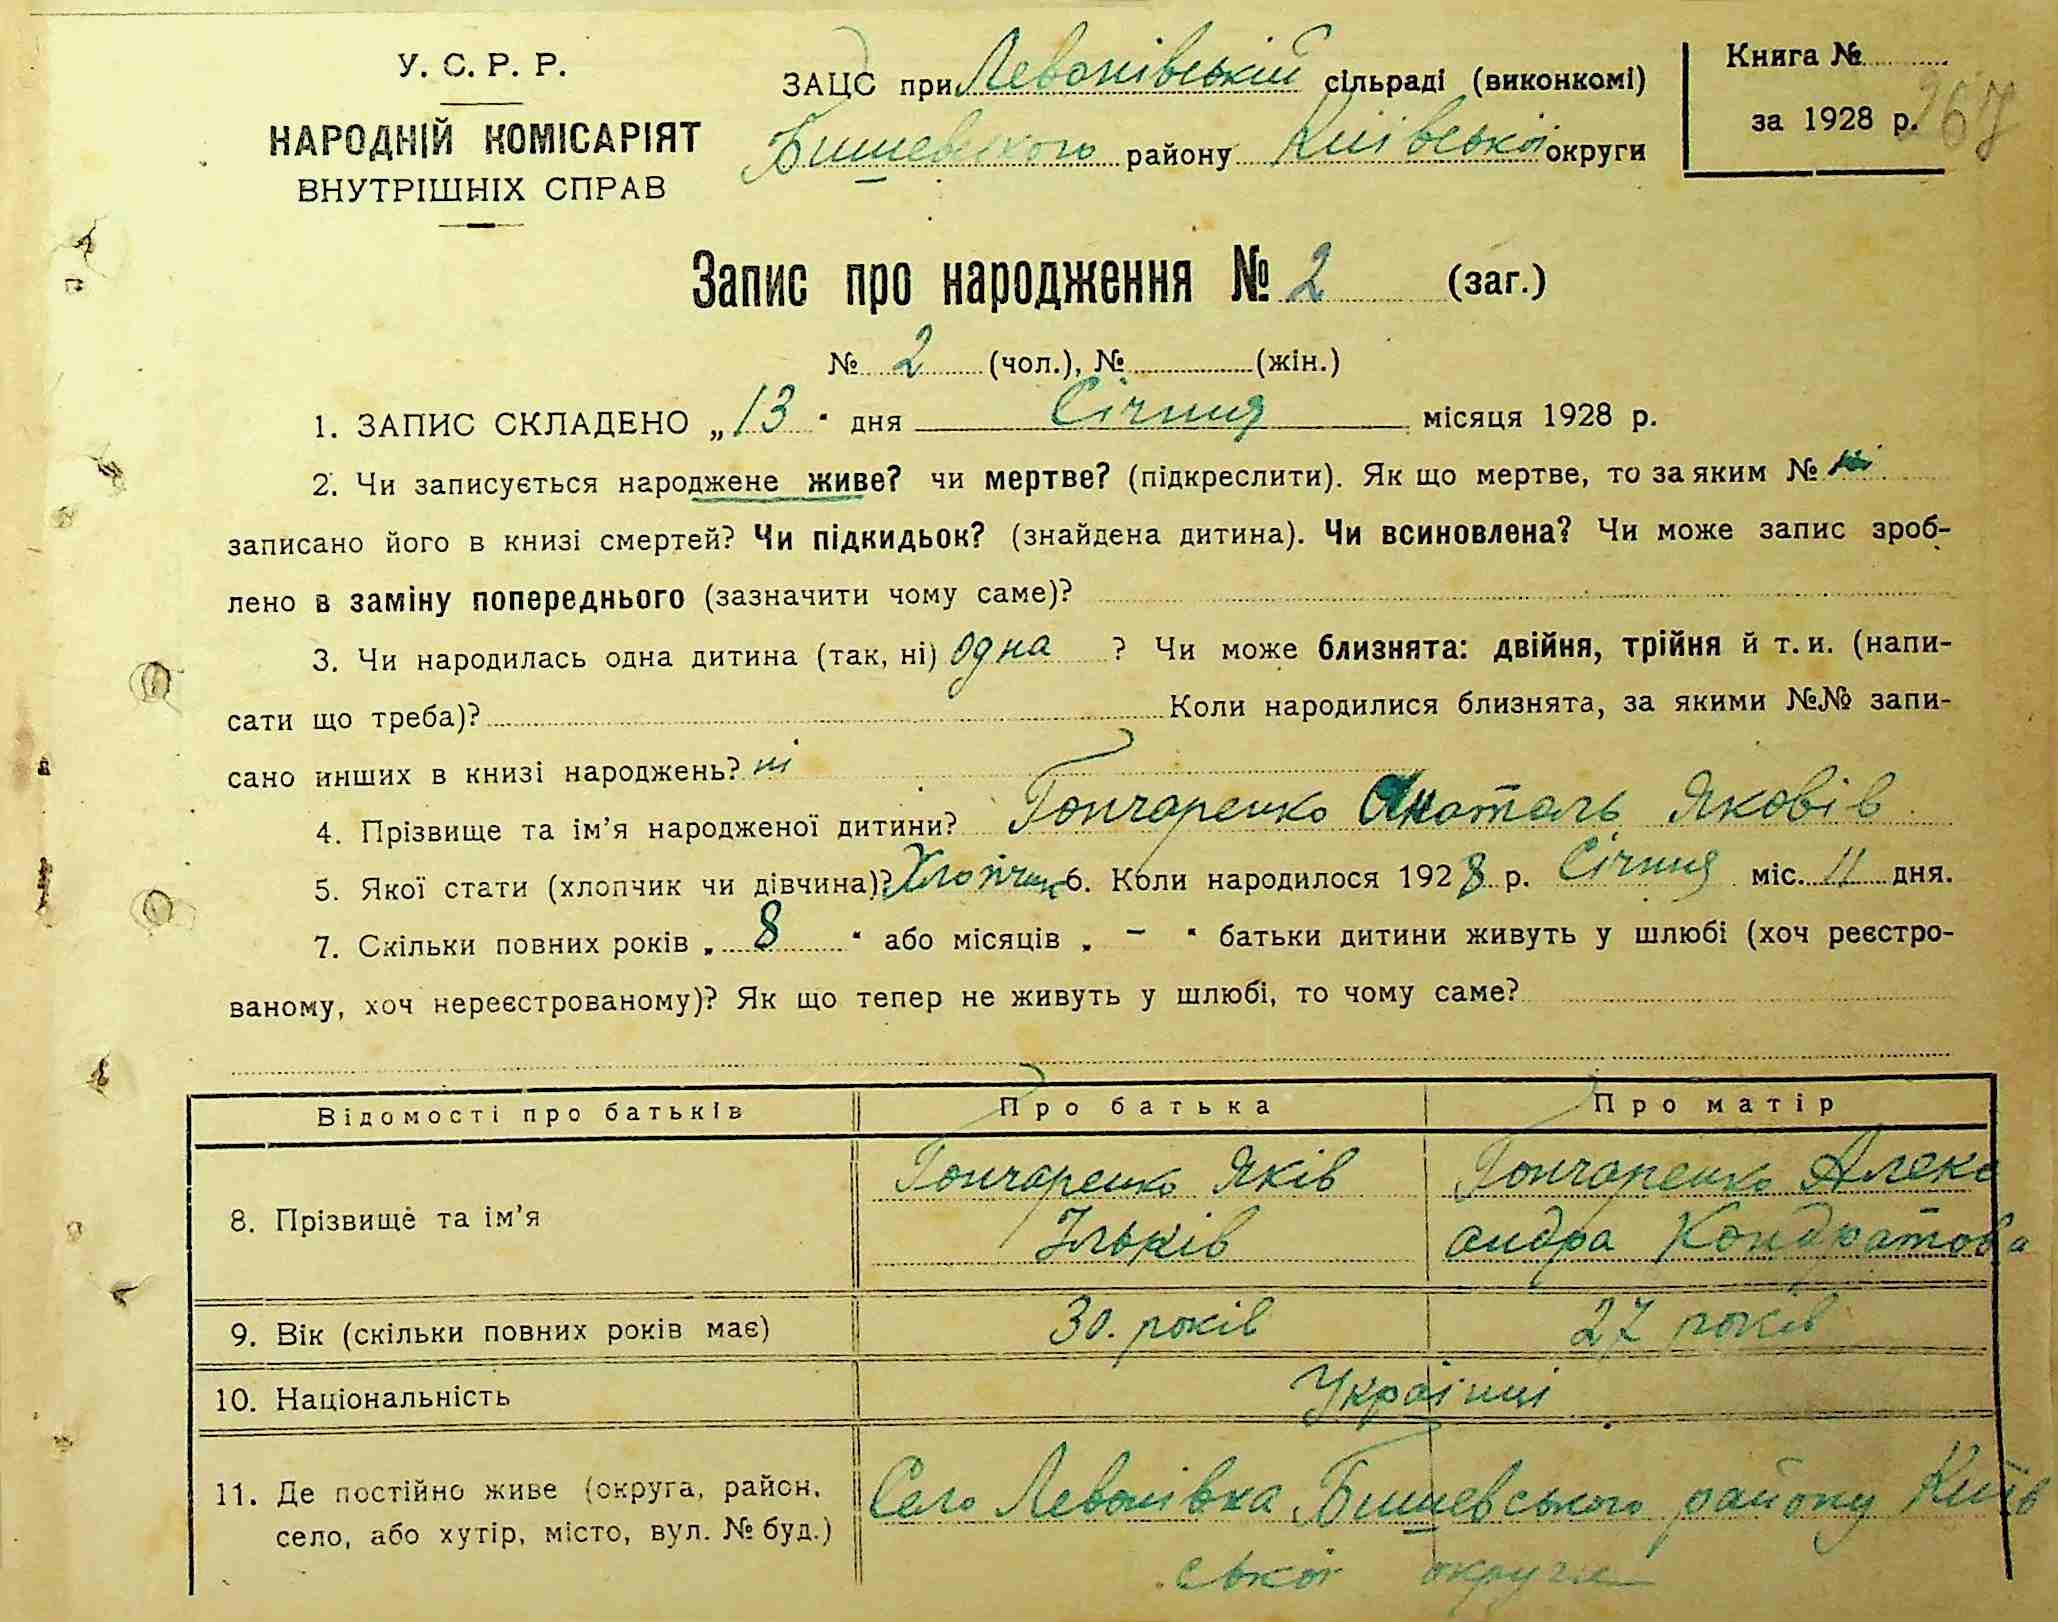 У. С. Р. Р.
НАРОДНІЙ КОМІСАРІЯТ
ВНУТРІШНІХ СПРАВ
ЗАЦС при Левонівській сільраді (виконкомі)
Бишевського району Київської округи
Книга №
за 1928 р.
267
Запис про народження № 2 (заг.)
№ 2 (чол.), № (жін.)
1. ЗАПИС СКЛАДЕНО „13" дня Січня місяця 1928 р.
2. Чи записується народжене живе? чи мертве? (підкреслити). Як що мертве, то за яким № ні
записано його в книзі смертей? Чи підкидьок? (знайдена дитина). Чи всиновлена? Чи може запис зроб-
лено в заміну попереднього (зазначити чому саме)?
3. Чи народилась одна дитина (так, ні) одна ? Чи може близнята: двійня, трійня й т. и. (напи-
сати що треба)? Коли народилися близнята, за якими №№ запи-
сано инших в книзі народжень? ні
4. Прізвище та ім'я народженої дитини? Гончаренко Анатоль Яковів
5. Якої стати (хлопчик чи дівчина)? Хлопчик 6. Коли народилося 1928 р. Січня міс. 11 дня.
7. Скільки повних років „ 8 " або місяців „ – " батьки дитини живуть у шлюбі (хоч реєстро-
ваному, хоч нереєстрованому)? Як що тепер не живуть у шлюбі, то чому саме?
Відомості про батьків Про батька Про матір
8. Прізвище та ім'я
Гончаренко Яків
Ільків
Гончаренко Алекс
андра Кондратова
9. Вік (скільки повних років має) 30. років 27 років
10. Національність Українці
11. Де постійно живе (округа, район,
село, або хутір, місто, вул. № буд.)
Село Левонівка Бишевського району Київ
ської округи